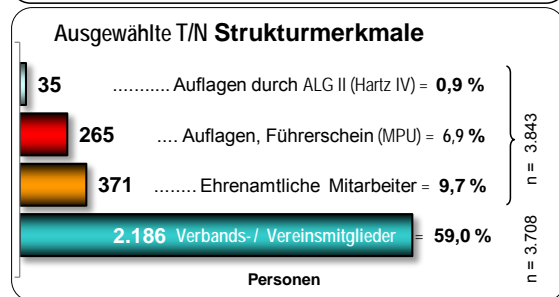 Ausgewählte T/N Strukturmerkmale
35 ........... Auflagen durch ALG II (Hartz IV) = 0,9 %
265 .... Auflagen, Führerschein (MPU) = 6,9 %
371 ........ Ehrenamtliche Mitarbeiter = 9,7 %
n = 3.843
2.186 Verbands-/ Vereinsmitglieder = 59,0 %
n = 3.708
Personen